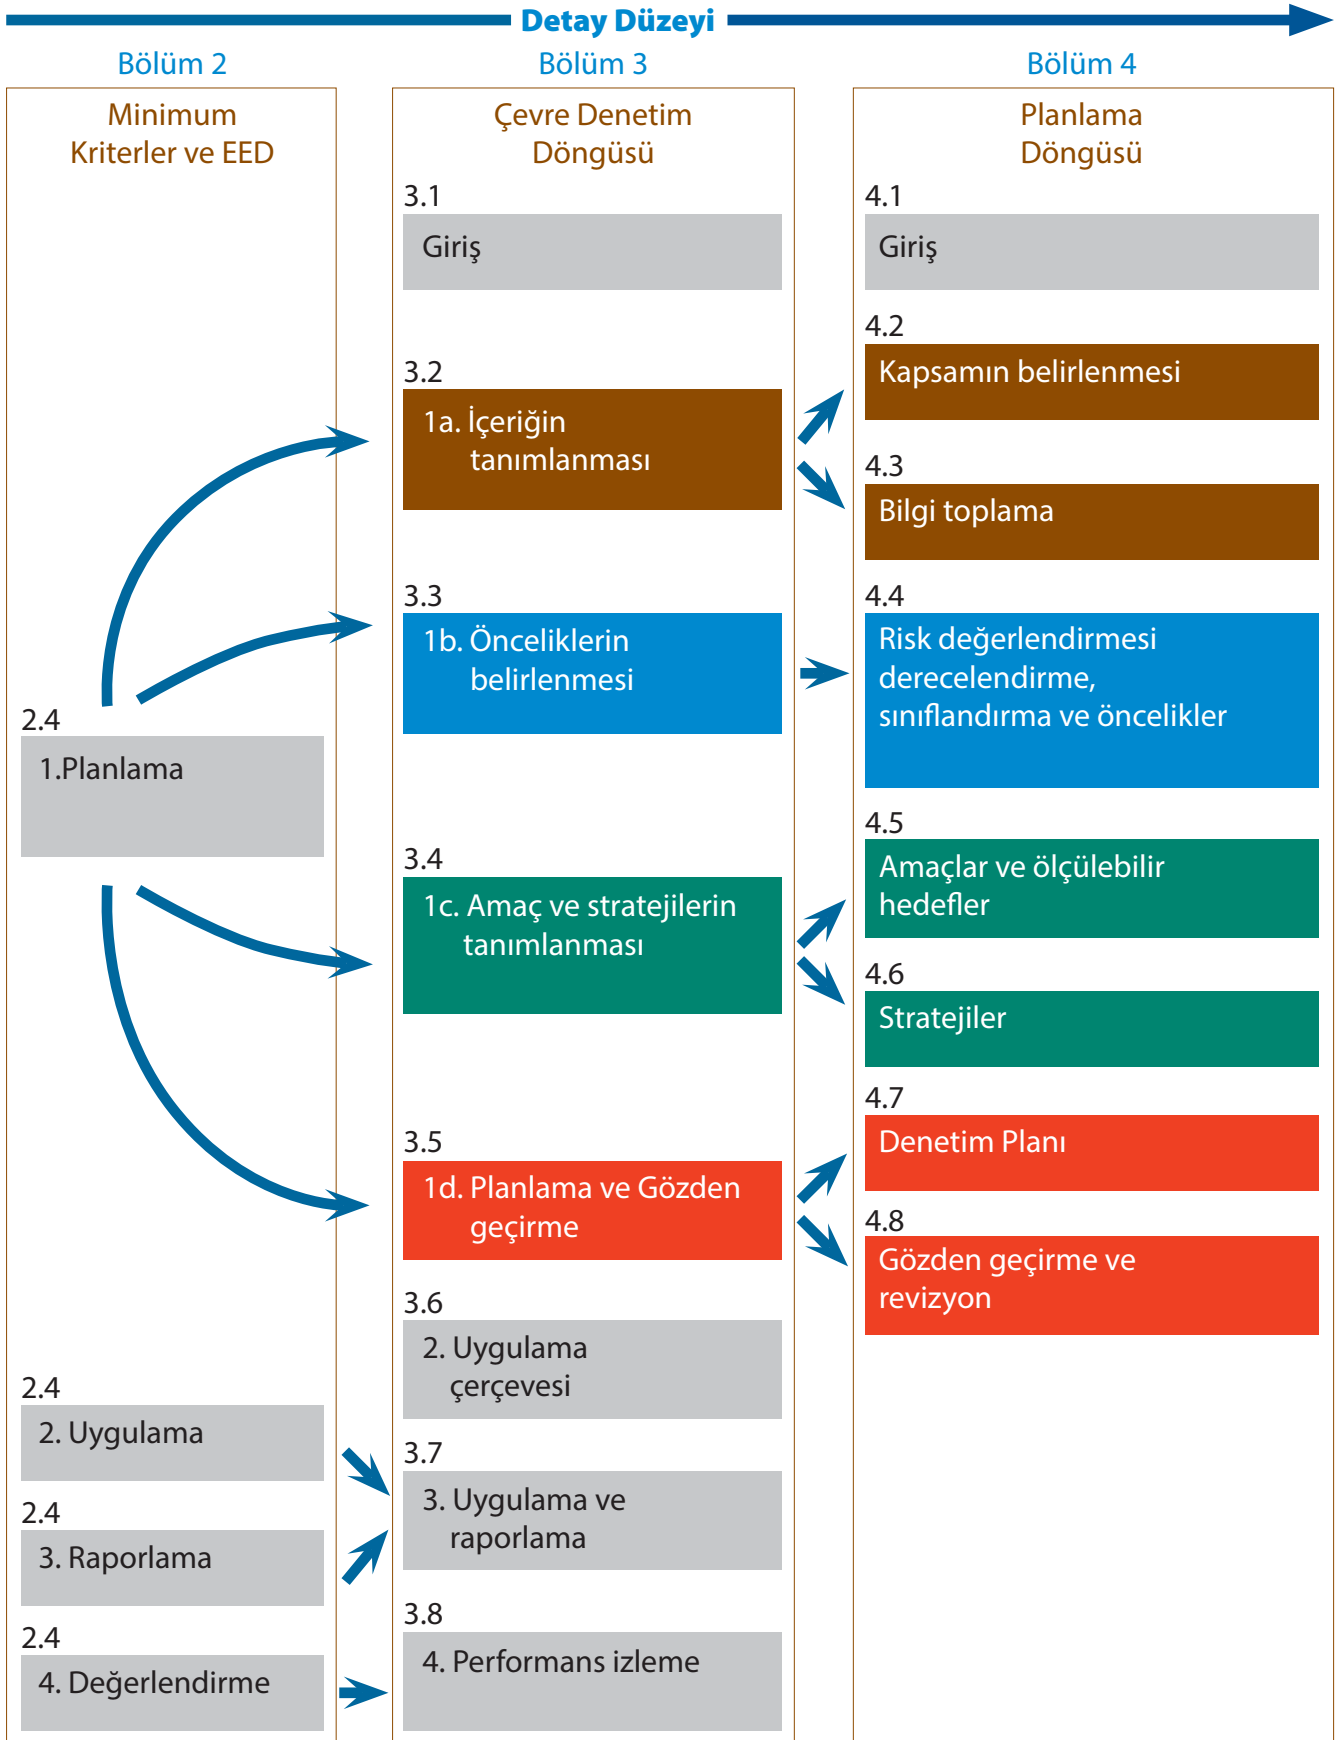 Detay Düzeyi
Bölüm 2
Minimum
Kriterler ve EED
2.4
1.Planlama
2.4
2. Uygulama
2.4
3. Raporlama
2.4
4. Değerlendirme
Bölüm 3
Çevre Denetim
Döngüsü
3.1
Giriş
3.2
1a. İçeriğin
tanımlanması
3.3
1b. Önceliklerin
belirlenmesi
3.4
1c. Amaç ve stratejilerin
tanımlanması
3.5
1d. Planlama ve Gözden
geçirme
3.6
2. Uygulama
çerçevesi
3.7
3. Uygulama ve
raporlama
3.8
4. Performans izleme
Bölüm 4
Planlama
Döngüsü
4.1
Giriş
4.2
Kapsamın belirlenmesi
4.3
Bilgi toplama
4.4
Risk değerlendirmesi
derecelendirme,
sınıflandırma ve öncelikler
4.5
Amaçlar ve ölçülebilir
hedefler
4.6
Stratejiler
4.7
Denetim Planı
4.8
Gözden geçirme ve
revizyon